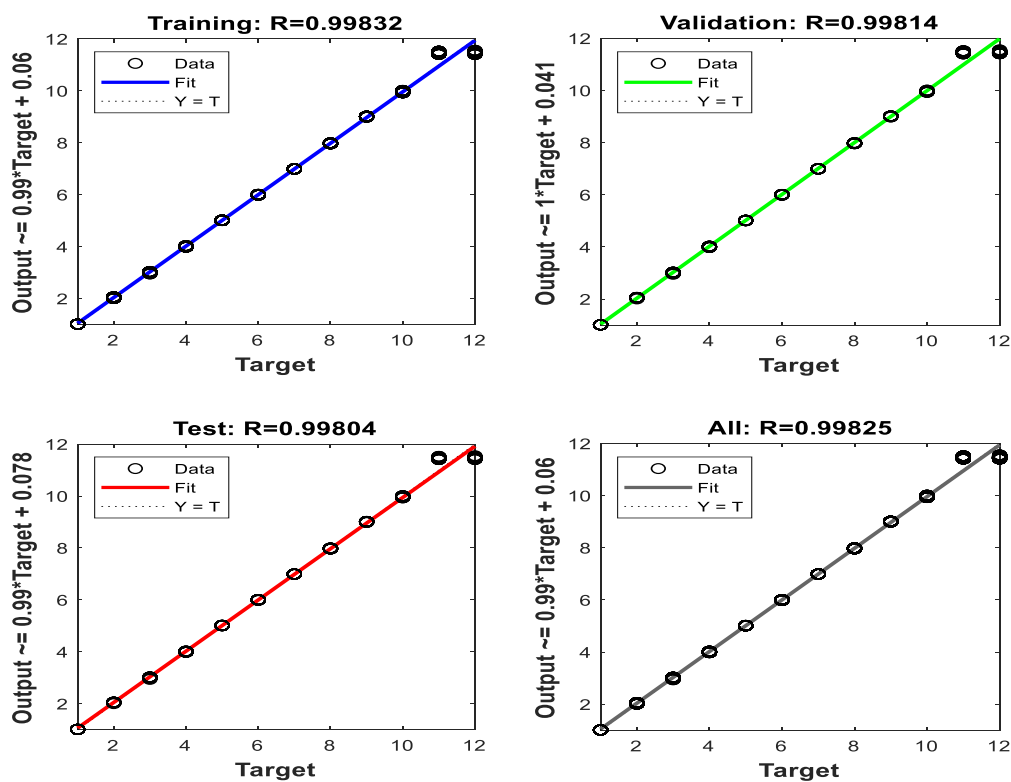 Training: R=0.99832
Output ~= 0.99*Target + 0.06
12
10
8
6
4
2
Data
Fit
Y = T
2 4 6 8 10 12
Target
Validation: R=0.99814
Output ~= 1*Target + 0.041
12
10
8
6
4
2
Data
Fit
Y = T
2 4 6 8 10 12
Target
Test: R=0.99804
Output ~= 0.99*Target + 0.078
12
10
8
6
4
2
Data
Fit
Y = T
2 4 6 8 10 12
Target
All: R=0.99825
Output ~= 0.99*Target + 0.06
12
10
8
6
4
2
Data
Fit
Y = T
2 4 6 8 10 12
Target